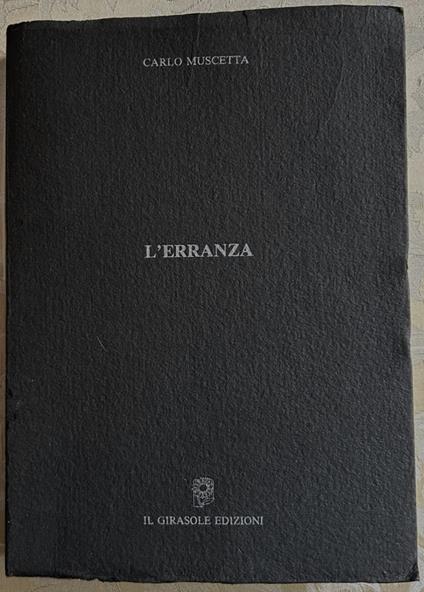 CARLO MUSCETTA
L'ERRANZA
IL GIRASOLE EDIZIONI